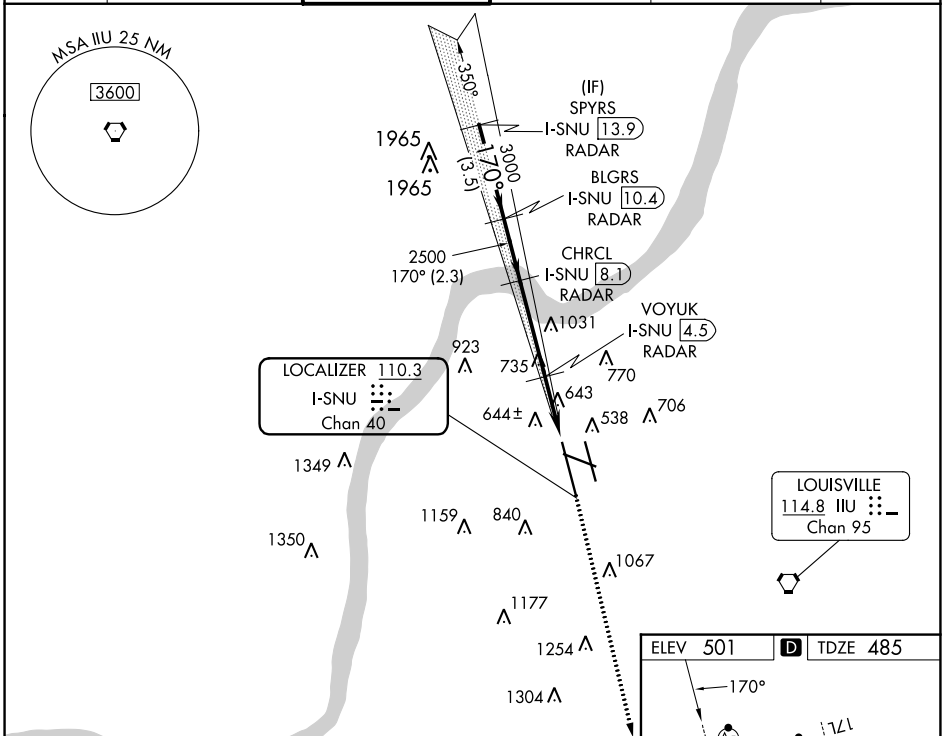 MSA IIU 25 NM
3600
350°
(IF)
SPYRS
I-SNU 13.9
RADAR
1965
1965
170°
(3.5)
3000
BLGRS
I-SNU 10.4
RADAR
2500
170° (2.3)
CHRCL
I-SNU 8.1
RADAR
1031
VOYUK
I-SNU 4.5
RADAR
923
735
770
LOCALIZER 110.3
I-SNU
Chan 40
643
644±
538
706
1349
LOUISVILLE
114.8 IIU
Chan 95
1159
840
1350
1067
1177
1254
1304
ELEV 501
D
TDZE 485
170°
17L